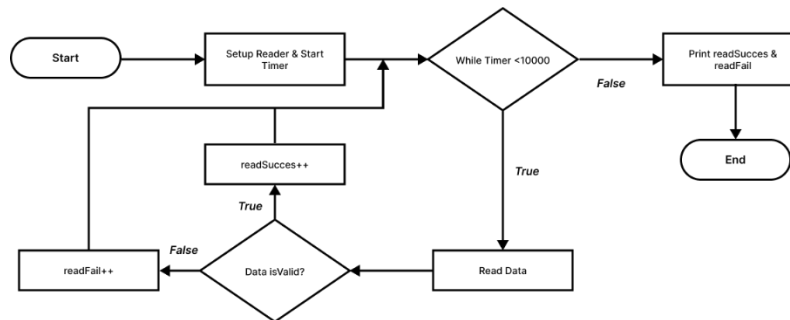 Start
Setup Reader & Start
Timer
While Timer <10000
False
Print readSucces &
readFail
End
True
readSucces++
True
False
readFail++
Data isValid?
Read Data